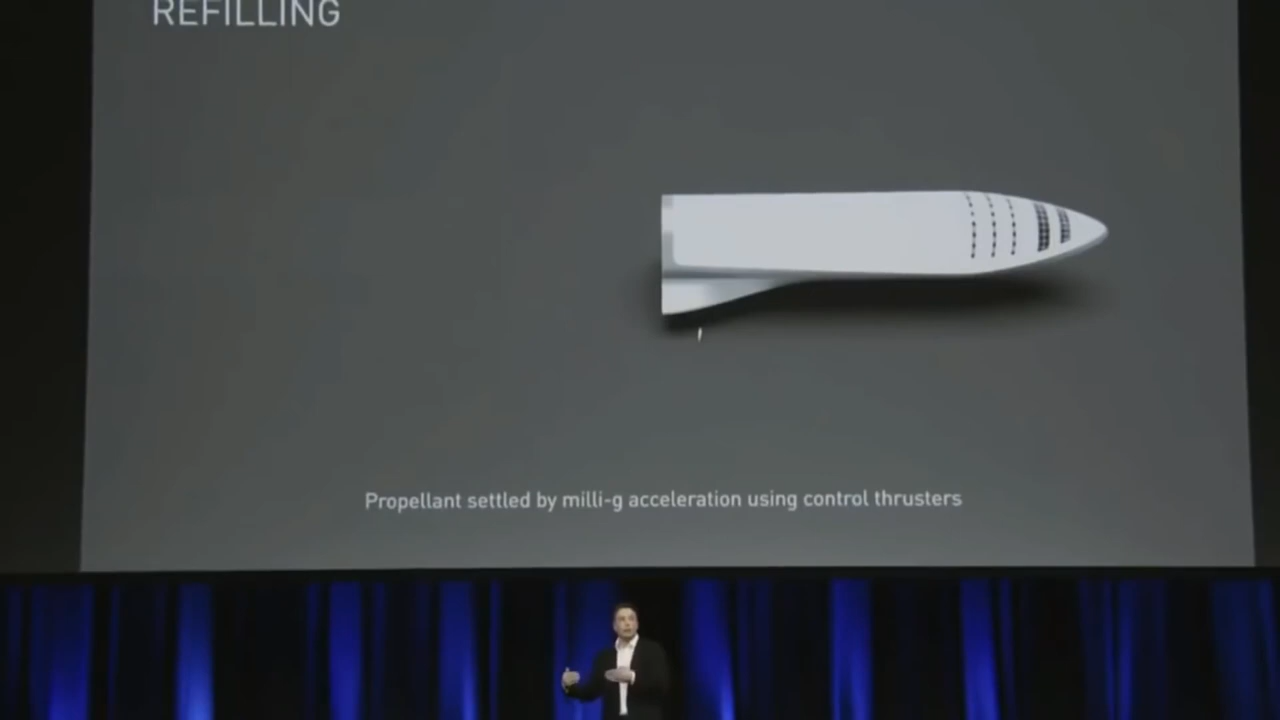 REFILLING
Propellant settled by milli-g acceleration using control thrusters